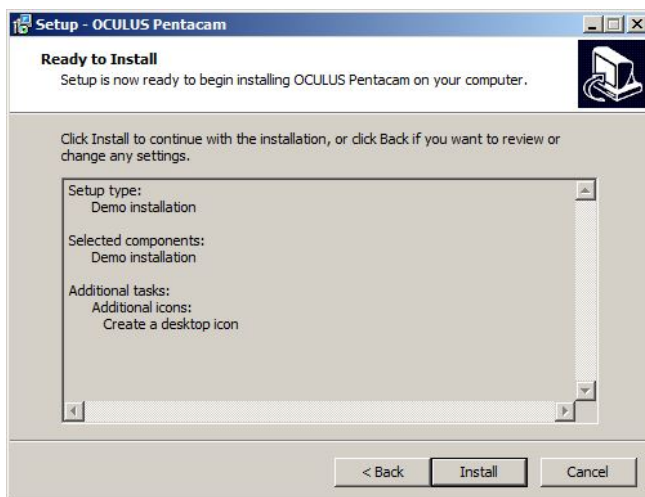 Setup - OCULUS Pentacam
Ready to Install
Setup is now ready to begin installing OCULUS Pentacam on your computer.
Click Install to continue with the installation, or click Back if you want to review or
change any settings.
Setup type:
Demo installation
Selected components:
Demo installation
Additional tasks:
Additional icons:
Create a desktop icon
< Back
Install
Cancel